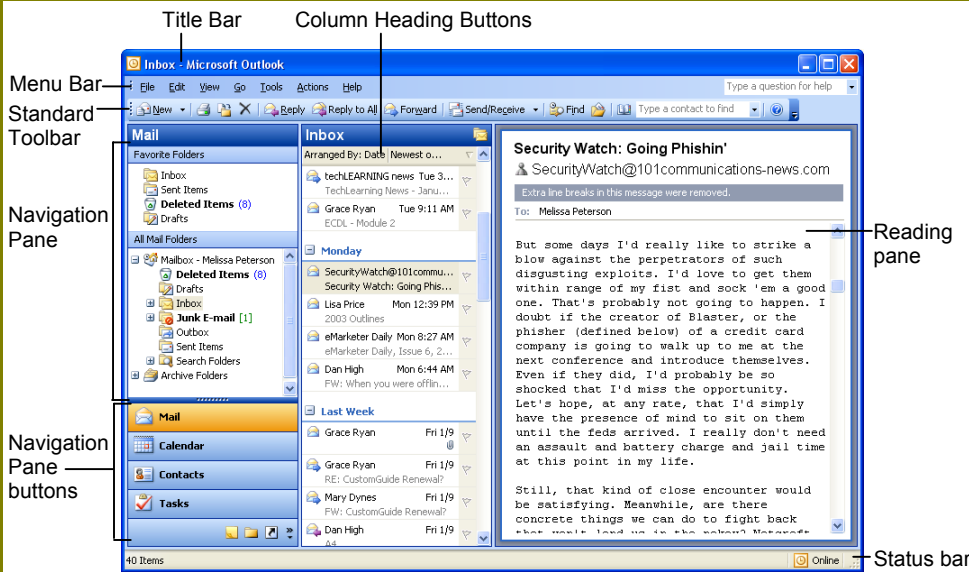 Title Bar
Column Heading Buttons
Inbox - Microsoft Outlook
Menu Bar
File Edit View Go Tools Actions Help
Type a question for help
Standard
Toolbar
New
Reply Reply to All Forward Send/Receive Find
Type a contact to find
Mail
Favorite Folders
Inbox
Sent Items
Deleted Items (8)
Drafts
Navigation
Pane
All Mail Folders
Mailbox - Melissa Peterson
Deleted Items (8)
Drafts
Inbox
Junk E-mail [1]
Outbox
Sent Items
Search Folders
Archive Folders
Navigation
Pane
buttons
Mail
Calendar
Contacts
Tasks
Inbox
Arranged By: Date Newest o...
techLEARNING news Tue 3...
TechLearning News - Janu...
Grace Ryan Tue 9:11 AM
ECDL - Module 2
Monday
SecurityWatch@101commu...
Security Watch: Going Phis...
Lisa Price Mon 12:39 PM
2003 Outlines
eMarketer Daily Mon 8:27 AM
eMarketer Daily, Issue 6, 2...
Dan High Mon 6:44 AM
FW: When you were offlin...
Last Week
Grace Ryan Fri 1/9
Grace Ryan Fri 1/9
RE: CustomGuide Renewal?
Mary Dynes Fri 1/9
FW: CustomGuide Renewal?
Dan High Fri 1/9
A4
Security Watch: Going Phishin'
SecurityWatch@101communications-news.com
Extra line breaks in this message were removed.
To: Melissa Peterson
Reading
pane
But some days I'd really like to strike a
blow against the perpetrators of such
disgusting exploits. I'd love to get them
within range of my fist and sock 'em a good
one. That's probably not going to happen. I
doubt if the creator of Blaster, or the
phisher (defined below) of a credit card
company is going to walk up to me at the
next conference and introduce themselves.
Even if they did, I'd probably be so
shocked that I'd miss the opportunity.
Let's hope, at any rate, that I'd simply
have the presence of mind to sit on them
until the feds arrived. I really don't need
an assault and battery charge and jail time
at this point in my life.
Still, that kind of close encounter would
be satisfying. Meanwhile, are there
concrete things we can do to fight back
that won't land us in the pokey? Netcraft
40 Items
Online
Status bar